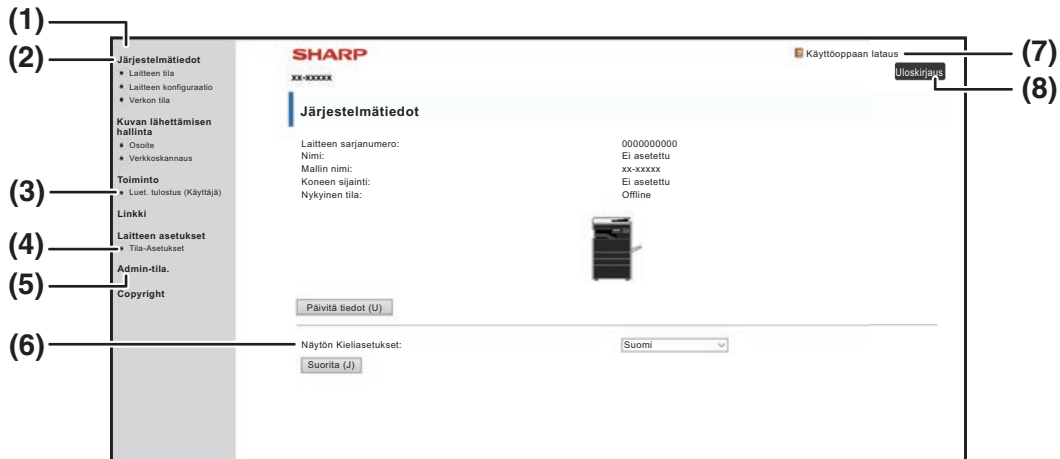 (1)
(2)
(3)
(4)
(5)
(6)
(7)
(8)
Järjestelmätiedot
Laitteen tila
Laitteen konfiguraatio
Verkon tila
Kuvan lähettämisen
hallinta
Osoite
Verkkoskannaus
Toiminto
Luet. tulostus (Käyttäjä)
Linkki
Laitteen asetukset
Tila-Asetukset
Admin-tila.
Copyright
SHARP
xx-xxxxx
Käyttöoppaan lataus
Uloskirjaus
Järjestelmätiedot
Laitteen sarjanumero: 0000000000
Nimi: Ei asetettu
Mallin nimi: xx-xxxxx
Koneen sijainti: Ei asetettu
Nykyinen tila: Offline
Päivitä tiedot (U)
Näytön Kieliasetukset: Suomi
Suorita (J)